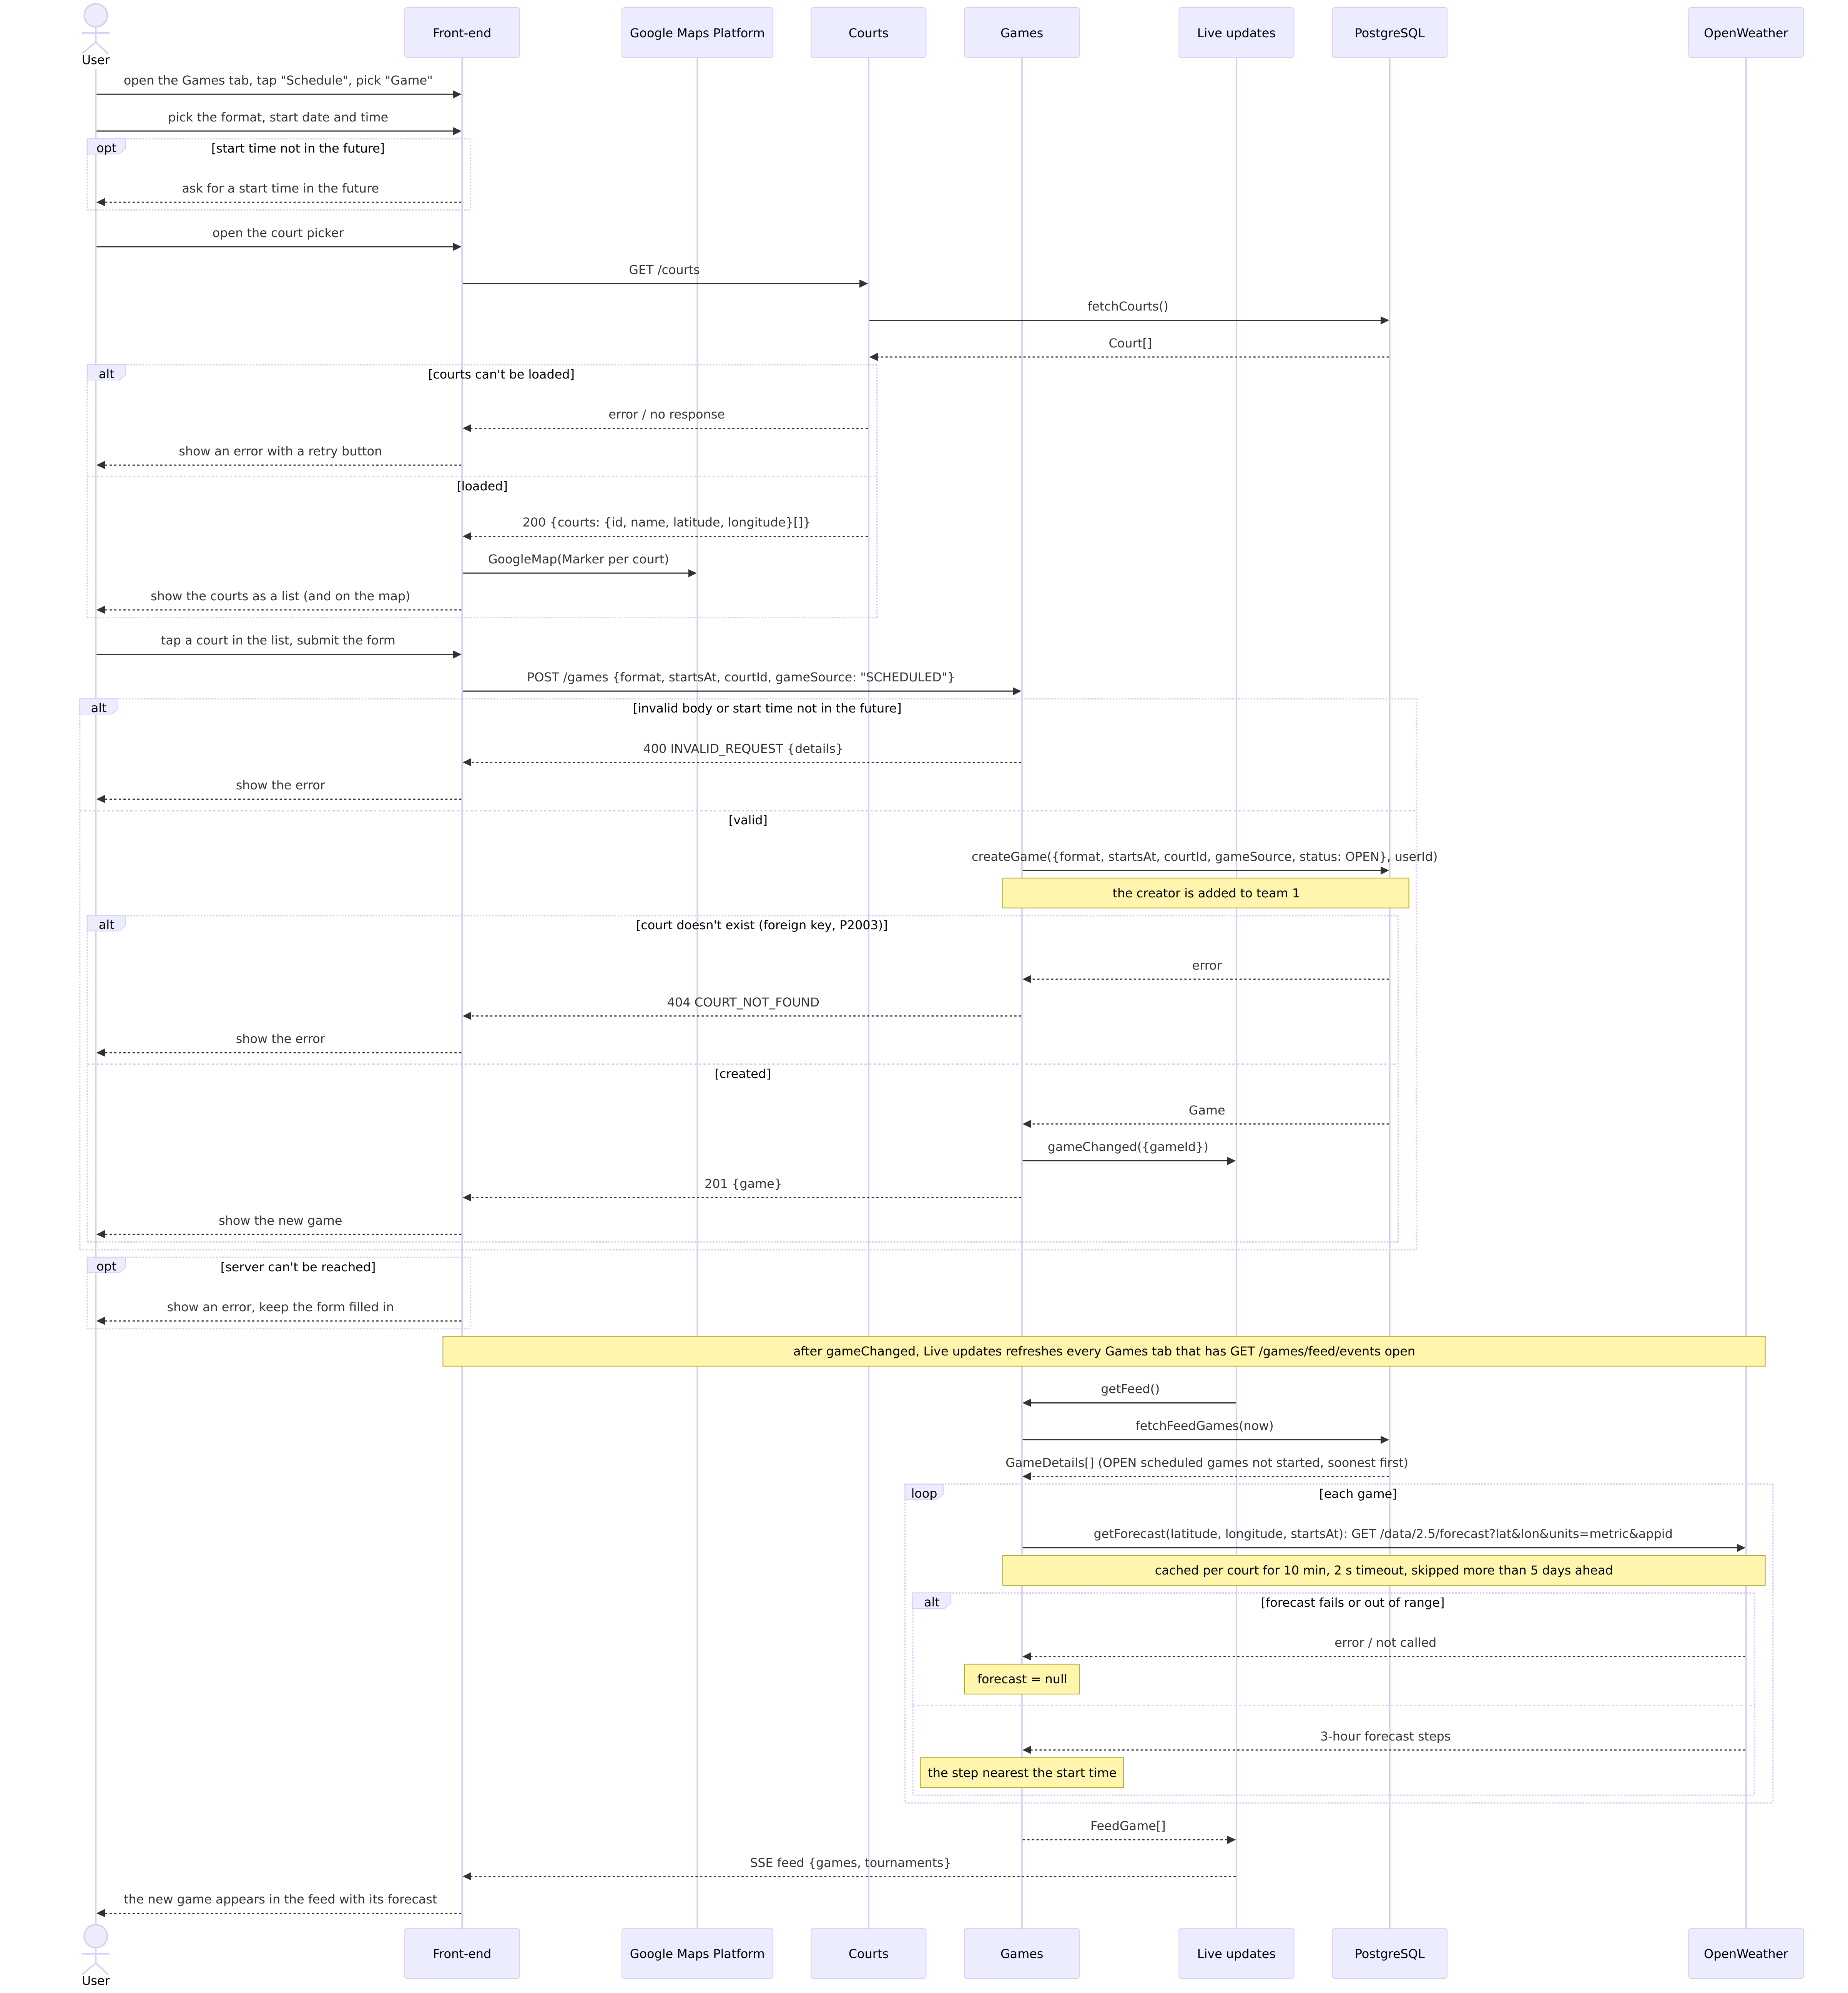 User
Front-end
Google Maps Platform
Courts
Games
Live updates
PostgreSQL
OpenWeather
open the Games tab, tap "Schedule", pick "Game"
pick the format, start date and time
opt
[start time not in the future]
ask for a start time in the future
open the court picker
GET /courts
fetchCourts()
Court[]
alt
[courts can't be loaded]
error / no response
show an error with a retry button
[loaded]
200 {courts: {id, name, latitude, longitude}[]}
GoogleMap(Marker per court)
show the courts as a list (and on the map)
tap a court in the list, submit the form
POST /games {format, startsAt, courtId, gameSource: "SCHEDULED"}
alt
[invalid body or start time not in the future]
400 INVALID_REQUEST {details}
show the error
[valid]
createGame({format, startsAt, courtId, gameSource, status: OPEN}, userId)
the creator is added to team 1
alt
[court doesn't exist (foreign key, P2003)]
error
404 COURT_NOT_FOUND
show the error
[created]
Game
gameChanged({gameId})
201 {game}
show the new game
opt
[server can't be reached]
show an error, keep the form filled in
after gameChanged, Live updates refreshes every Games tab that has GET /games/feed/events open
getFeed()
fetchFeedGames(now)
GameDetails[] (OPEN scheduled games not started, soonest first)
loop
[each game]
getForecast(latitude, longitude, startsAt): GET /data/2.5/forecast?lat&lon&units=metric&appid
cached per court for 10 min, 2 s timeout, skipped more than 5 days ahead
alt
[forecast fails or out of range]
error / not called
forecast = null
3-hour forecast steps
the step nearest the start time
FeedGame[]
SSE feed {games, tournaments}
the new game appears in the feed with its forecast
User
Front-end
Google Maps Platform
Courts
Games
Live updates
PostgreSQL
OpenWeather